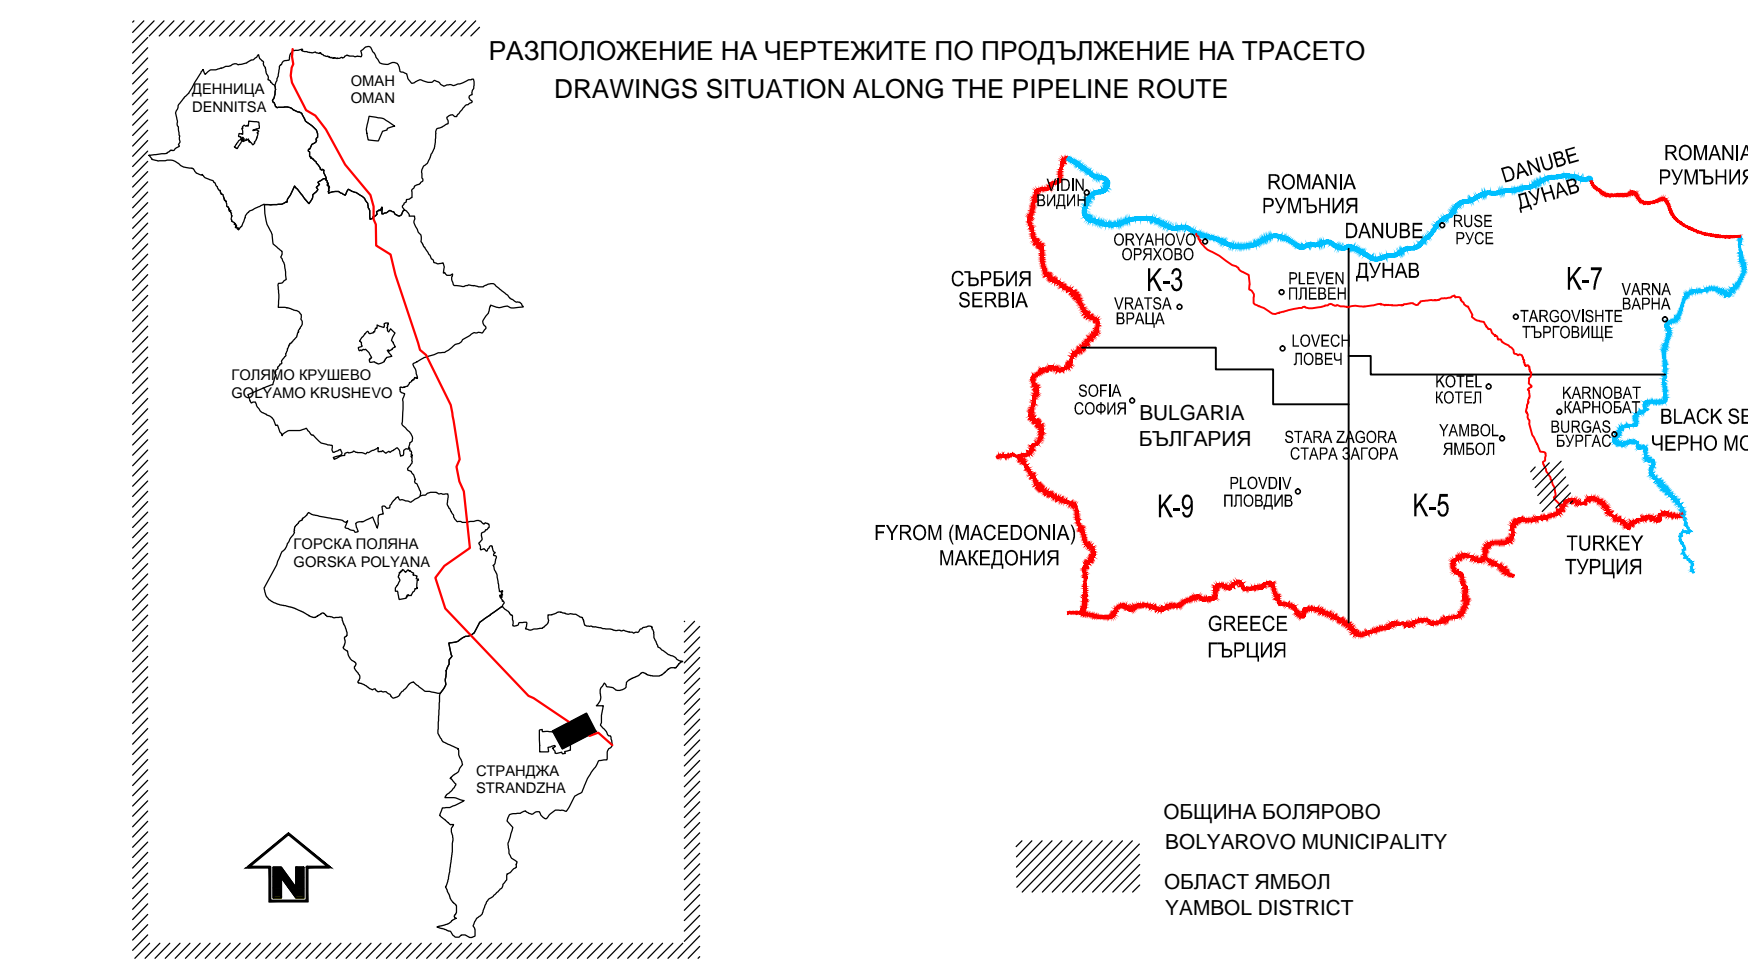 РАЗПОЛОЖЕНИЕ НА ЧЕРТЕЖИТЕ ПО ПРОДЪЛЖЕНИЕ НА ТРАСЕТО
DRAWINGS SITUATION ALONG THE PIPELINE ROUTE
ДЕННИЦА
DENNITSA
ОМАН
OMAN
ГОЛЯМО КРУШЕВО
GOLYAMO KRUSHEVO
ГОРСКА ПОЛЯНА
GORSKA POLYANA
СТРАНДЖА
STRANDZHA
N
ROMANIA
РУМЪНИЯ
DANUBE
ДУНАВ
ROMANIA
РУМЪНИЯ
VIDIN
ВИДИН
ORYAHOVO
ОРЯХОВО
DANUBE
ДУНАВ
RUSE
РУСЕ
СЪРБИЯ
SERBIA
K-3
VRATSA
ВРАЦА
PLEVEN
ПЛЕВЕН
K-7
VARNA
ВАРНА
TARGOVISHTE
ТЪРГОВИЩЕ
LOVECH
ЛОВЕЧ
SOFIA
СОФИЯ
BULGARIA
БЪЛГАРИЯ
KOTEL
КОТЕЛ
KARNOBAT
КАРНОБАТ
STARA ZAGORA
СТАРА ЗАГОРА
YAMBOL
ЯМБОЛ
BURGAS
БУРГАС
BLACK SE
ЧЕРНО МО
PLOVDIV
ПЛОВДИВ
K-9
K-5
FYROM (MACEDONIA)
МАКЕДОНИЯ
TURKEY
ТУРЦИЯ
GREECE
ГЪРЦИЯ
ОБЩИНА БОЛЯРОВО
BOLYAROVO MUNICIPALITY
ОБЛАСТ ЯМБОЛ
YAMBOL DISTRICT